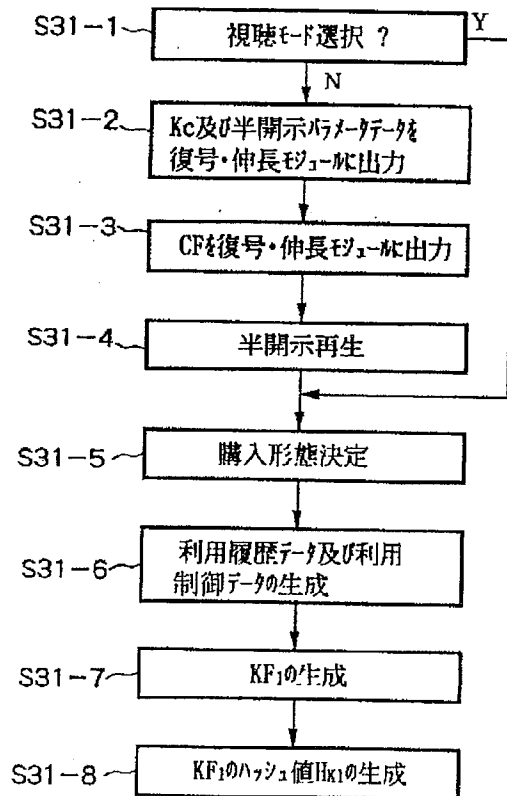 S31-1
視聴モード選択 ?
Y
N
S31-2
Kc及び半開示パラメータデータを
復号・伸長モジュールに出力
S31-3
CFを復号・伸長モジュールに出力
S31-4
半開示再生
S31-5
購入形態決定
S31-6
利用履歴データ及び利用
制御データの生成
S31-7
KF₁の生成
S31-8
KF₁のハッシュ値HK1の生成